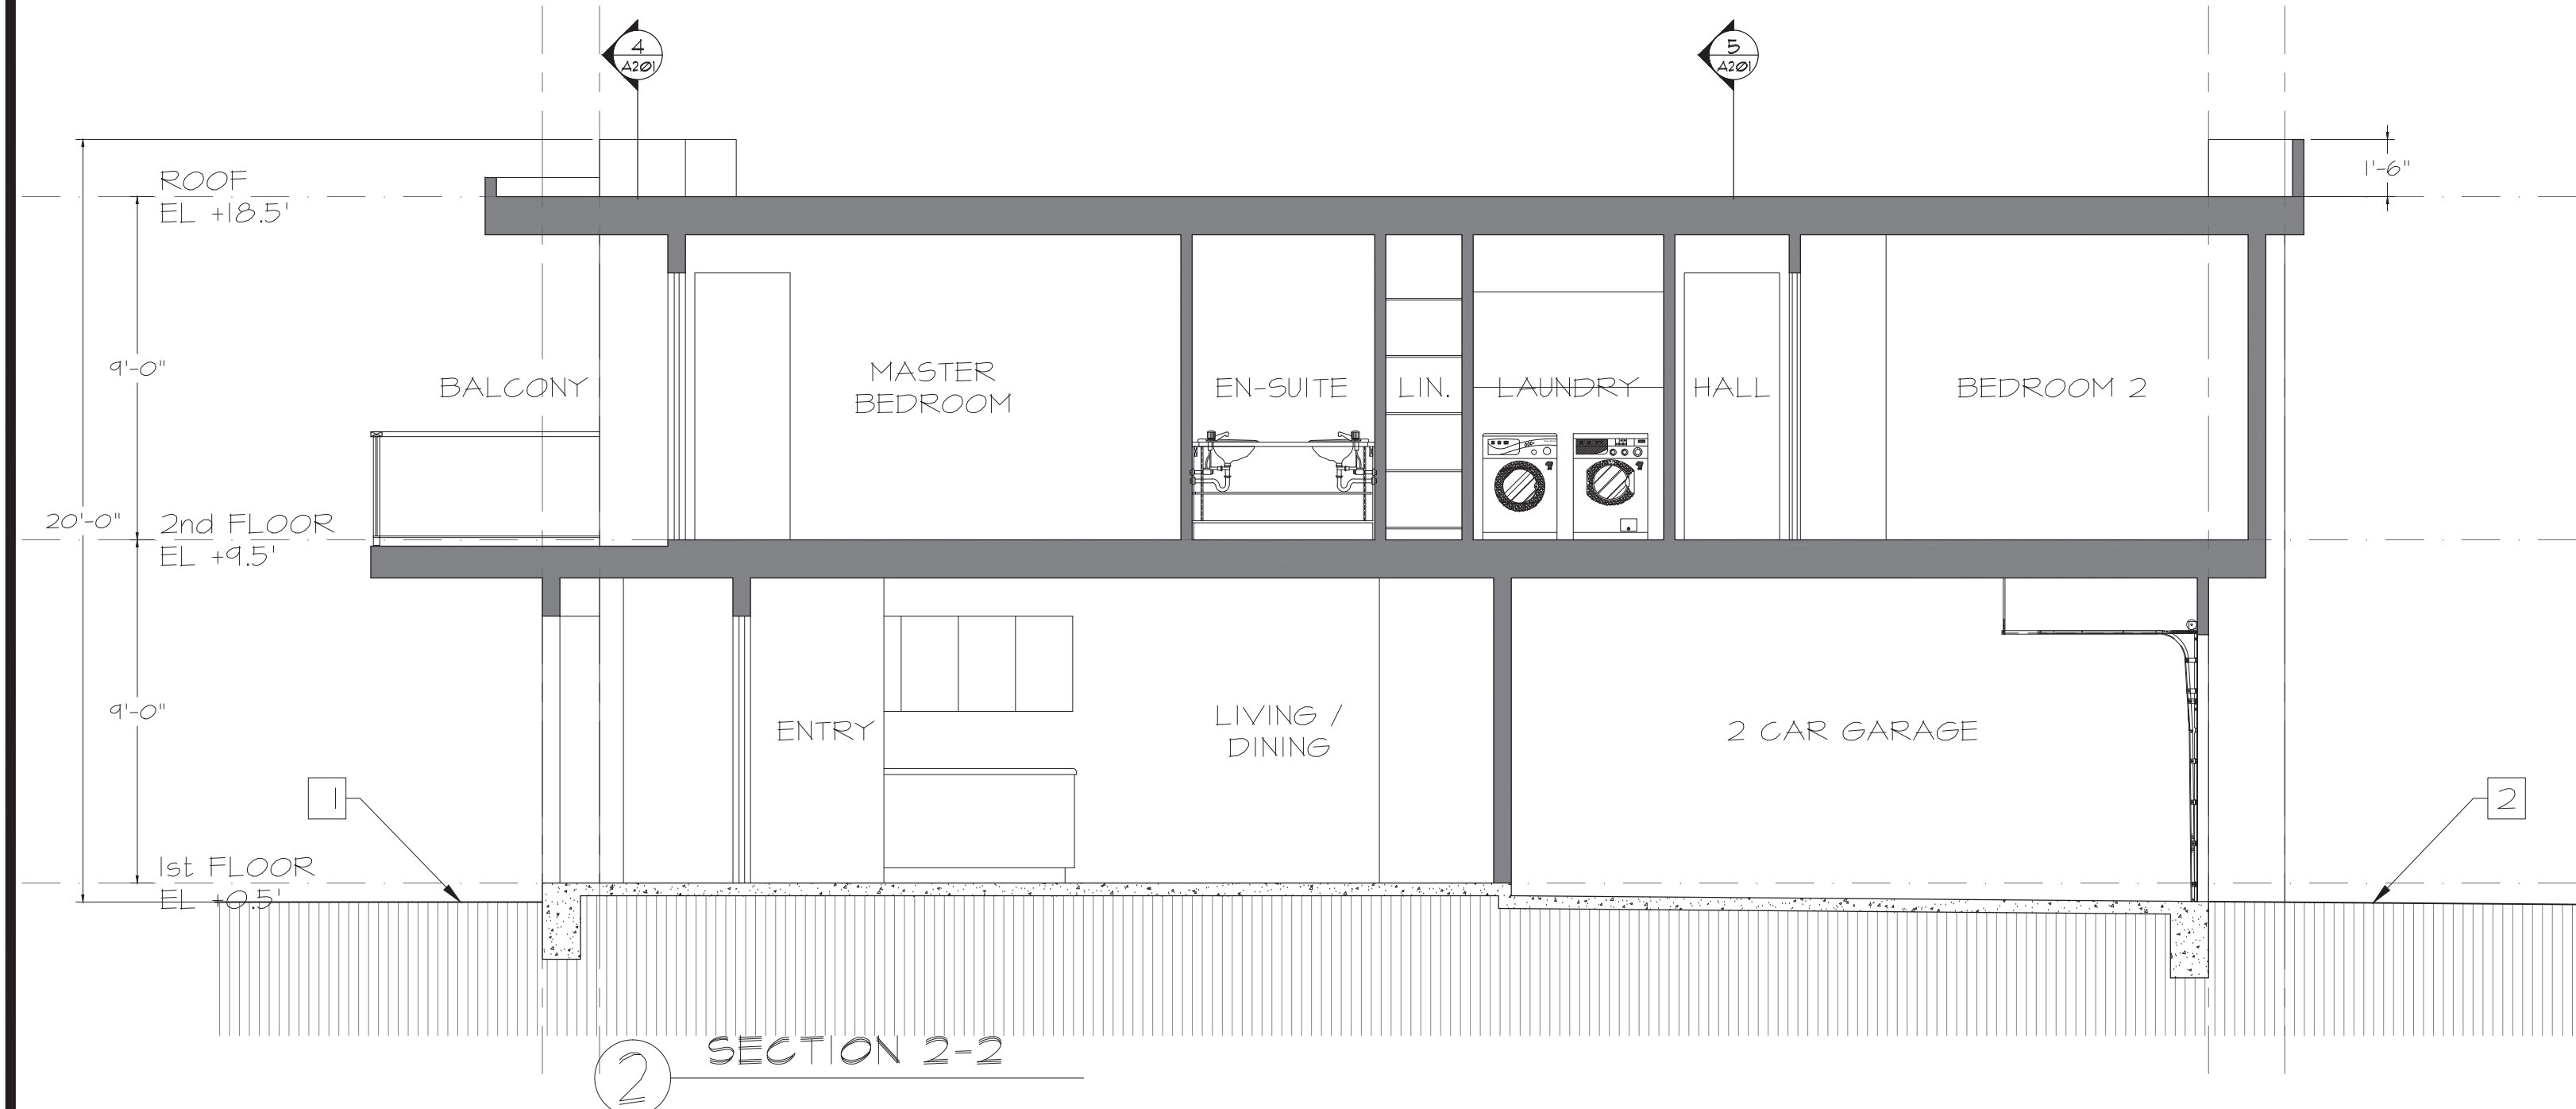 4
A201
5
A201
1'-6"
ROOF
EL +18.5'
9'-0"
BALCONY
MASTER
BEDROOM
EN-SUITE
LIN.
LAUNDRY
HALL
BEDROOM 2
20'-0"
2nd FLOOR
EL +9.5'
9'-0"
ENTRY
LIVING /
DINING
2 CAR GARAGE
1
2
1st FLOOR
EL +0.5'
2
SECTION 2-2